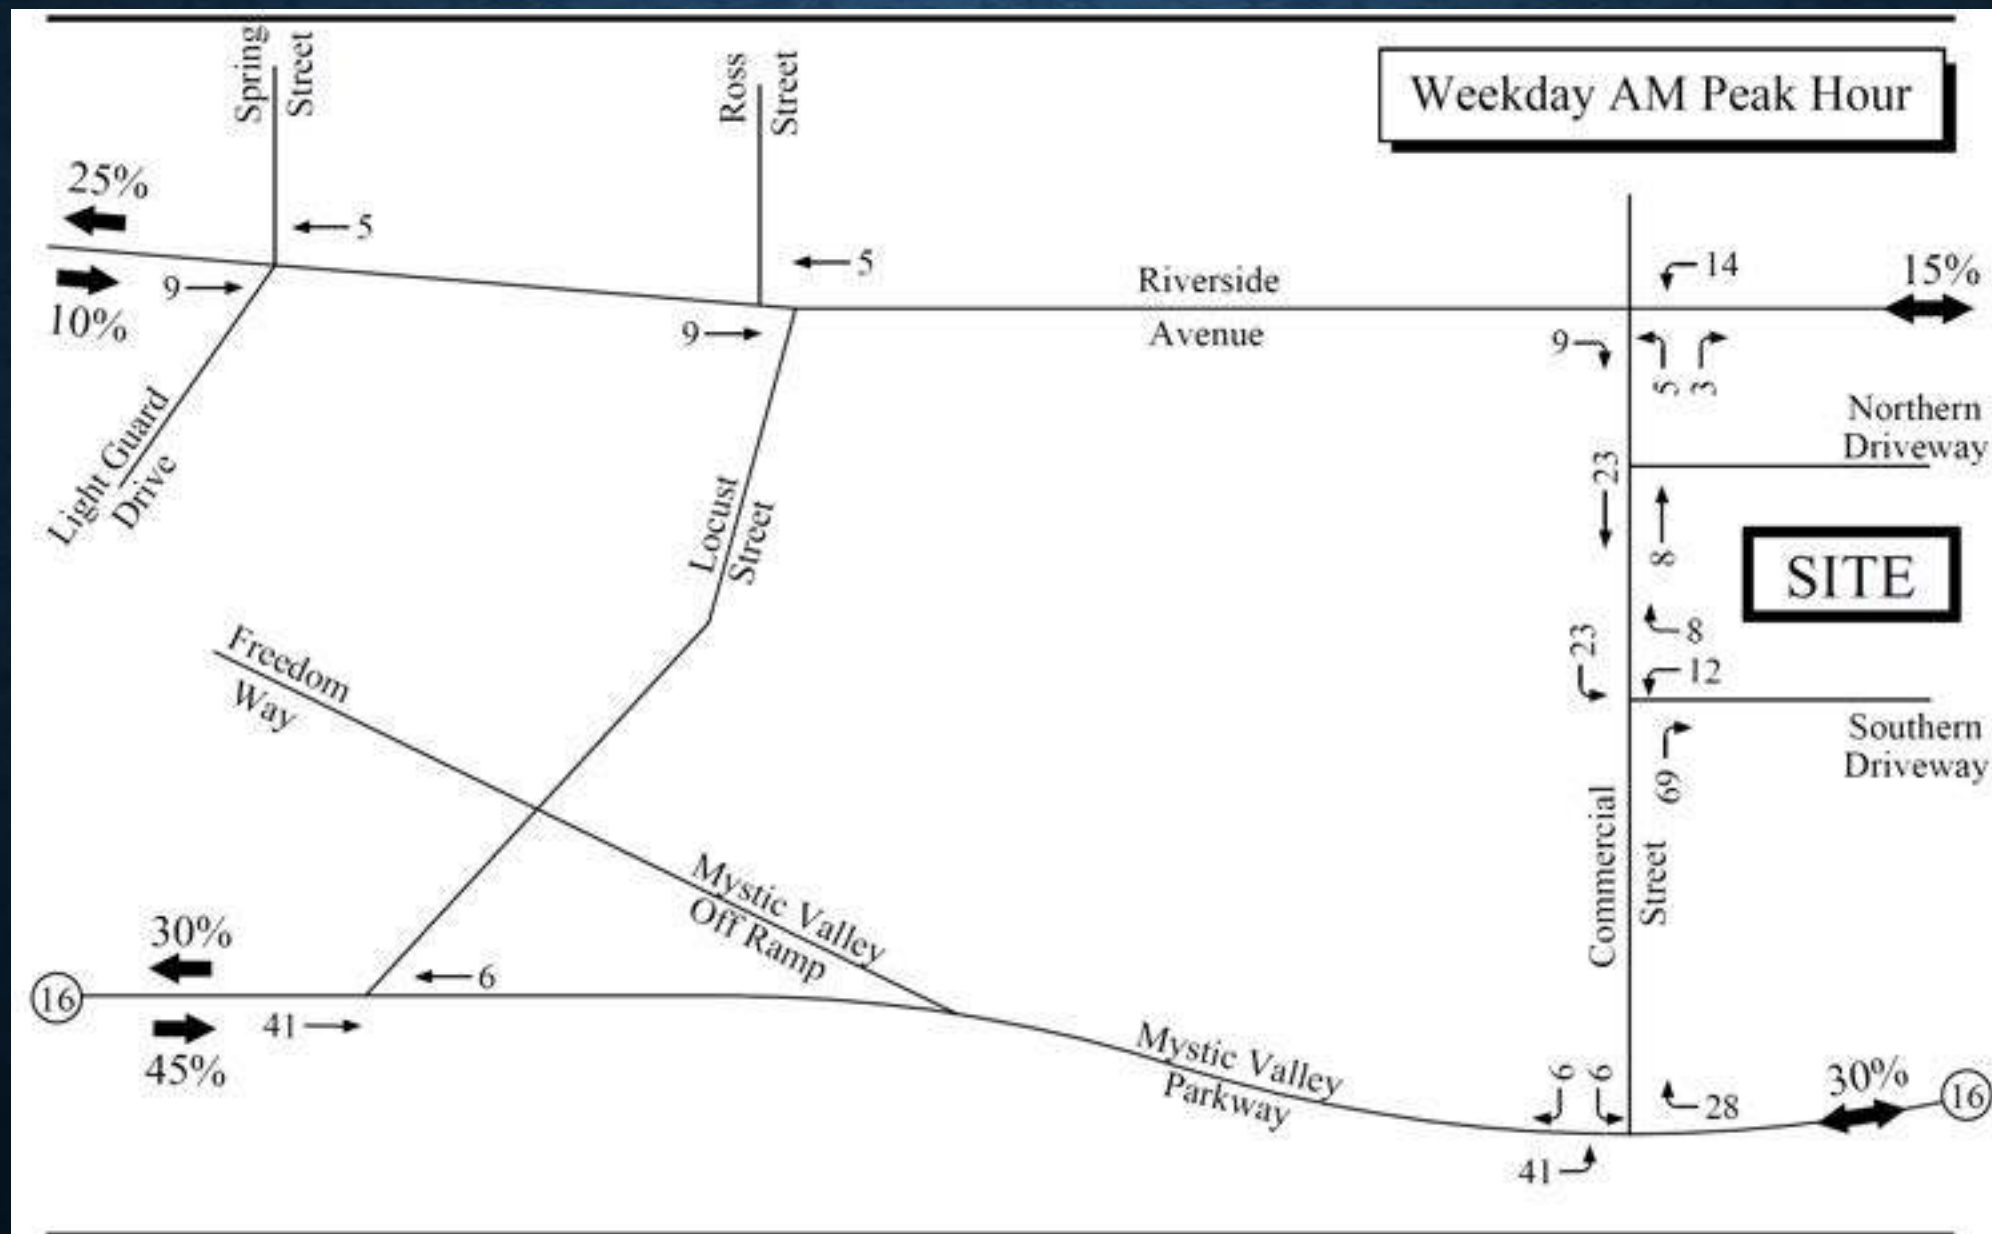 Weekday AM Peak Hour
Spring
Street
Ross
Street
25%
10%
5
9
5
9
Riverside
Avenue
14
15%
9
5
3
Northern
Driveway
23
8
SITE
8
12
23
Southern
Driveway
69
Light Guard
Drive
Locust
Street
Freedom
Way
Mystic Valley
Off Ramp
Commercial
Street
30%
16
45%
6
41
Mystic Valley
Parkway
6
6
28
41
30%
16